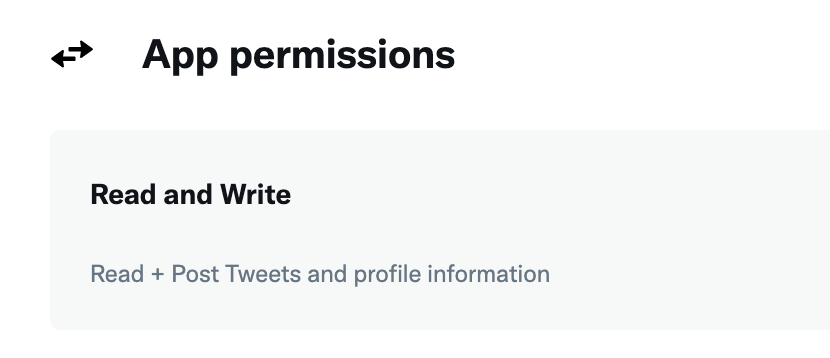 App permissions
Read and Write
Read + Post Tweets and profile information